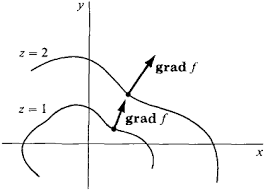 y
z = 2
grad f
z = 1
grad f
x